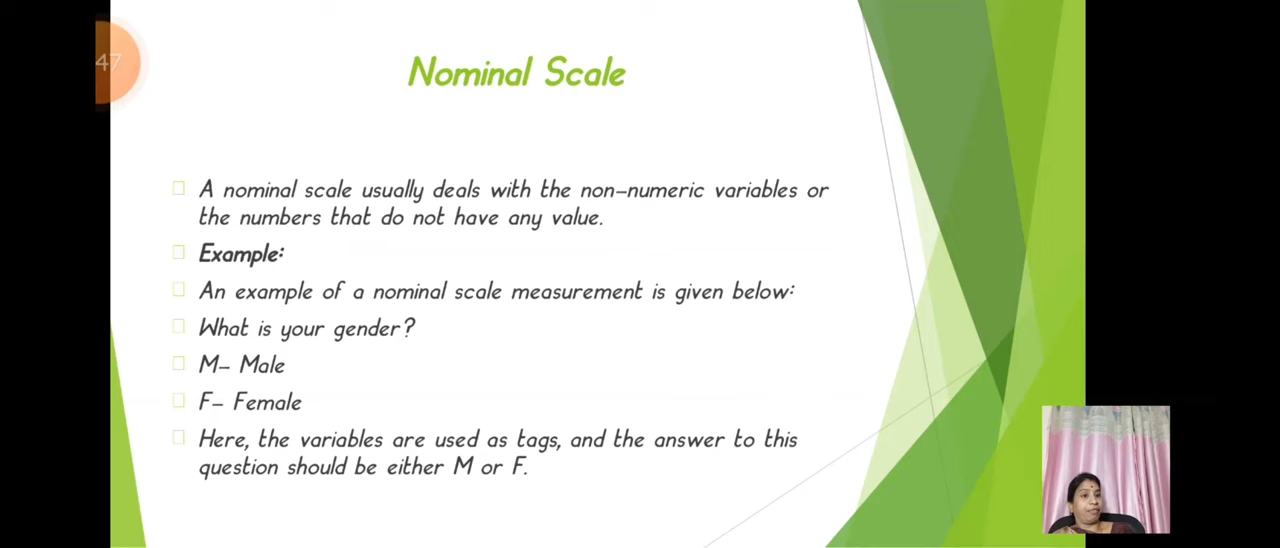 47
Nominal Scale
A nominal scale usually deals with the non-numeric variables or
the numbers that do not have any value.
Example:
An example of a nominal scale measurement is given below:
What is your gender?
M- Male
F- Female
Here, the variables are used as tags, and the answer to this
question should be either M or F.